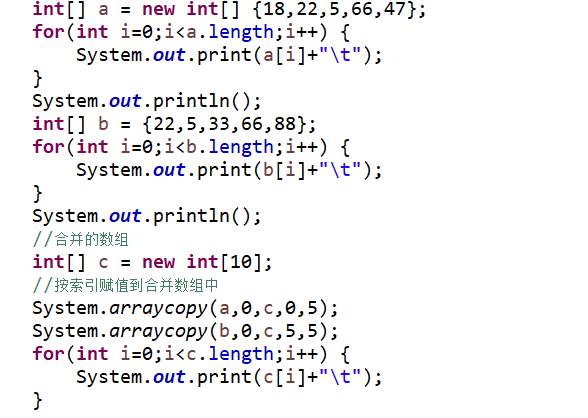 int[] a = new int[] {18,22,5,66,47};
for(int i=0;i<a.length;i++) {
    System.out.print(a[i]+"\t");
}
System.out.println();
int[] b = {22,5,33,66,88};
for(int i=0;i<b.length;i++) {
    System.out.print(b[i]+"\t");
}
System.out.println();
//合并的数组
int[] c = new int[10];
//按索引赋值到合并数组中
System.arraycopy(a,0,c,0,5);
System.arraycopy(b,0,c,5,5);
for(int i=0;i<c.length;i++) {
    System.out.print(c[i]+"\t");
}